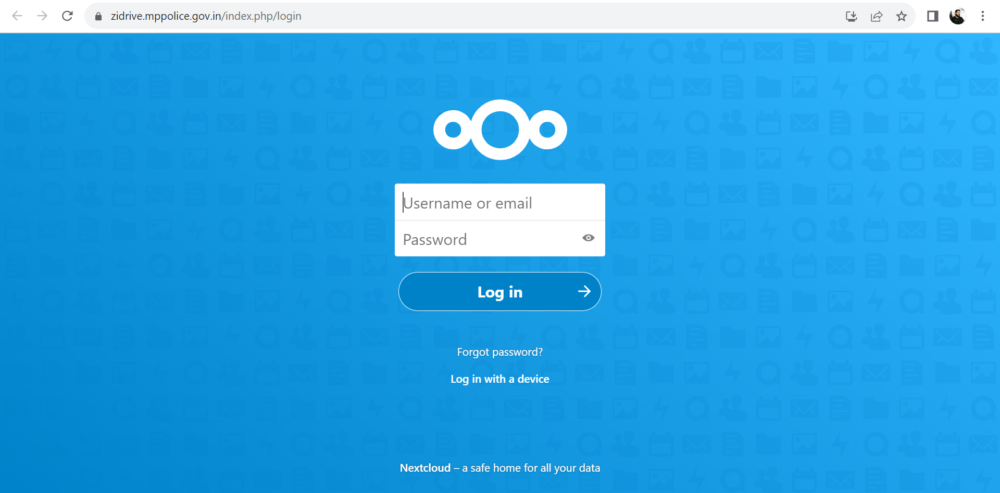 zidrive.mppolice.gov.in/index.php/login
Username or email
Password
Log in
Forgot password?
Log in with a device
Nextcloud – a safe home for all your data